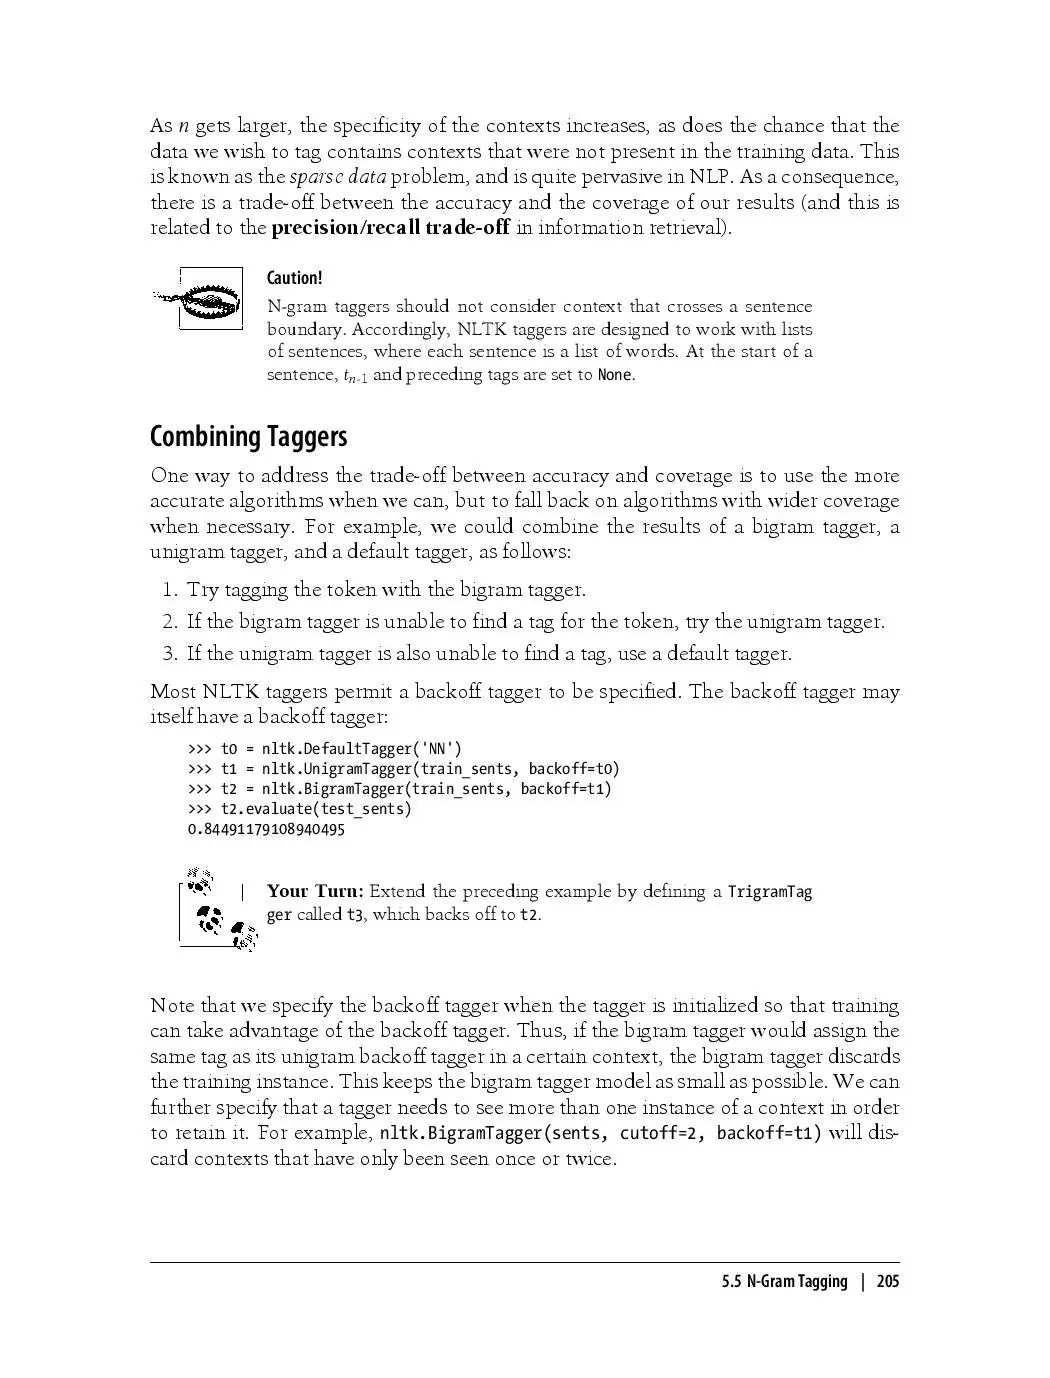 As n gets larger, the specificity of the contexts increases, as does the chance that the
data we wish to tag contains contexts that were not present in the training data. This
is known as the sparse data problem, and is quite pervasive in NLP. As a consequence,
there is a trade-off between the accuracy and the coverage of our results (and this is
related to the precision/recall trade-off in information retrieval).
Caution!
N-gram taggers should not consider context that crosses a sentence
boundary. Accordingly, NLTK taggers are designed to work with lists
of sentences, where each sentence is a list of words. At the start of a
sentence, tn-1 and preceding tags are set to None.
Combining Taggers
One way to address the trade-off between accuracy and coverage is to use the more
accurate algorithms when we can, but to fall back on algorithms with wider coverage
when necessary. For example, we could combine the results of a bigram tagger, a
unigram tagger, and a default tagger, as follows:
1. Try tagging the token with the bigram tagger.
2. If the bigram tagger is unable to find a tag for the token, try the unigram tagger.
3. If the unigram tagger is also unable to find a tag, use a default tagger.
Most NLTK taggers permit a backoff tagger to be specified. The backoff tagger may
itself have a backoff tagger:
>>> t0 = nltk.DefaultTagger('NN')
>>> t1 = nltk.UnigramTagger(train_sents, backoff=t0)
>>> t2 = nltk.BigramTagger(train_sents, backoff=t1)
>>> t2.evaluate(test_sents)
0.84491179108940495
Your Turn: Extend the preceding example by defining a TrigramTag
ger called t3, which backs off to t2.
Note that we specify the backoff tagger when the tagger is initialized so that training
can take advantage of the backoff tagger. Thus, if the bigram tagger would assign the
same tag as its unigram backoff tagger in a certain context, the bigram tagger discards
the training instance. This keeps the bigram tagger model as small as possible. We can
further specify that a tagger needs to see more than one instance of a context in order
to retain it. For example, nltk.BigramTagger(sents, cutoff=2, backoff=t1) will dis-
card contexts that have only been seen once or twice.
5.5 N-Gram Tagging | 205